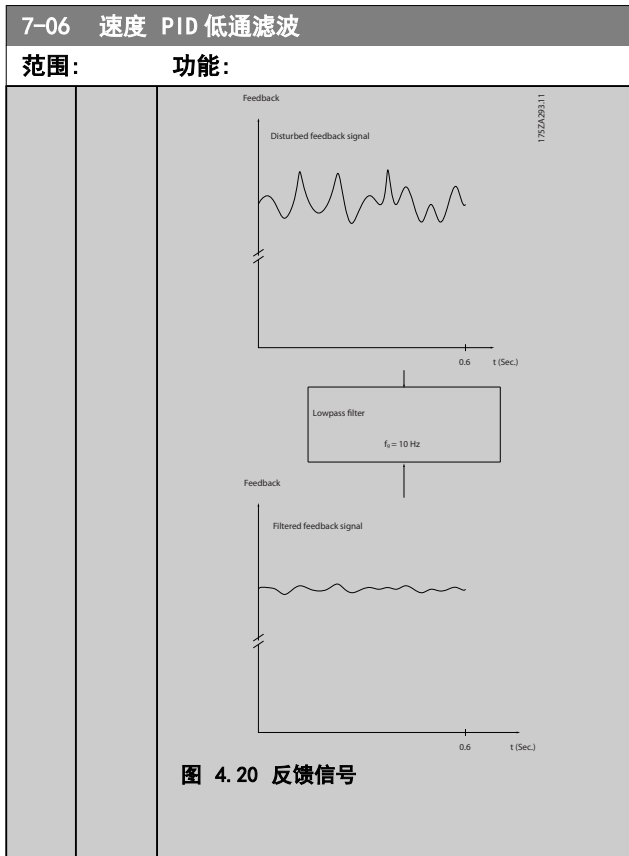 7-06 速度 PID 低通滤波
范围: 功能:
Feedback
175ZA293.11
Disturbed feedback signal
0.6 t (Sec.)
Lowpass filter
fg = 10 Hz
Feedback
Filtered feedback signal
0.6 t (Sec.)
图 4.20 反馈信号